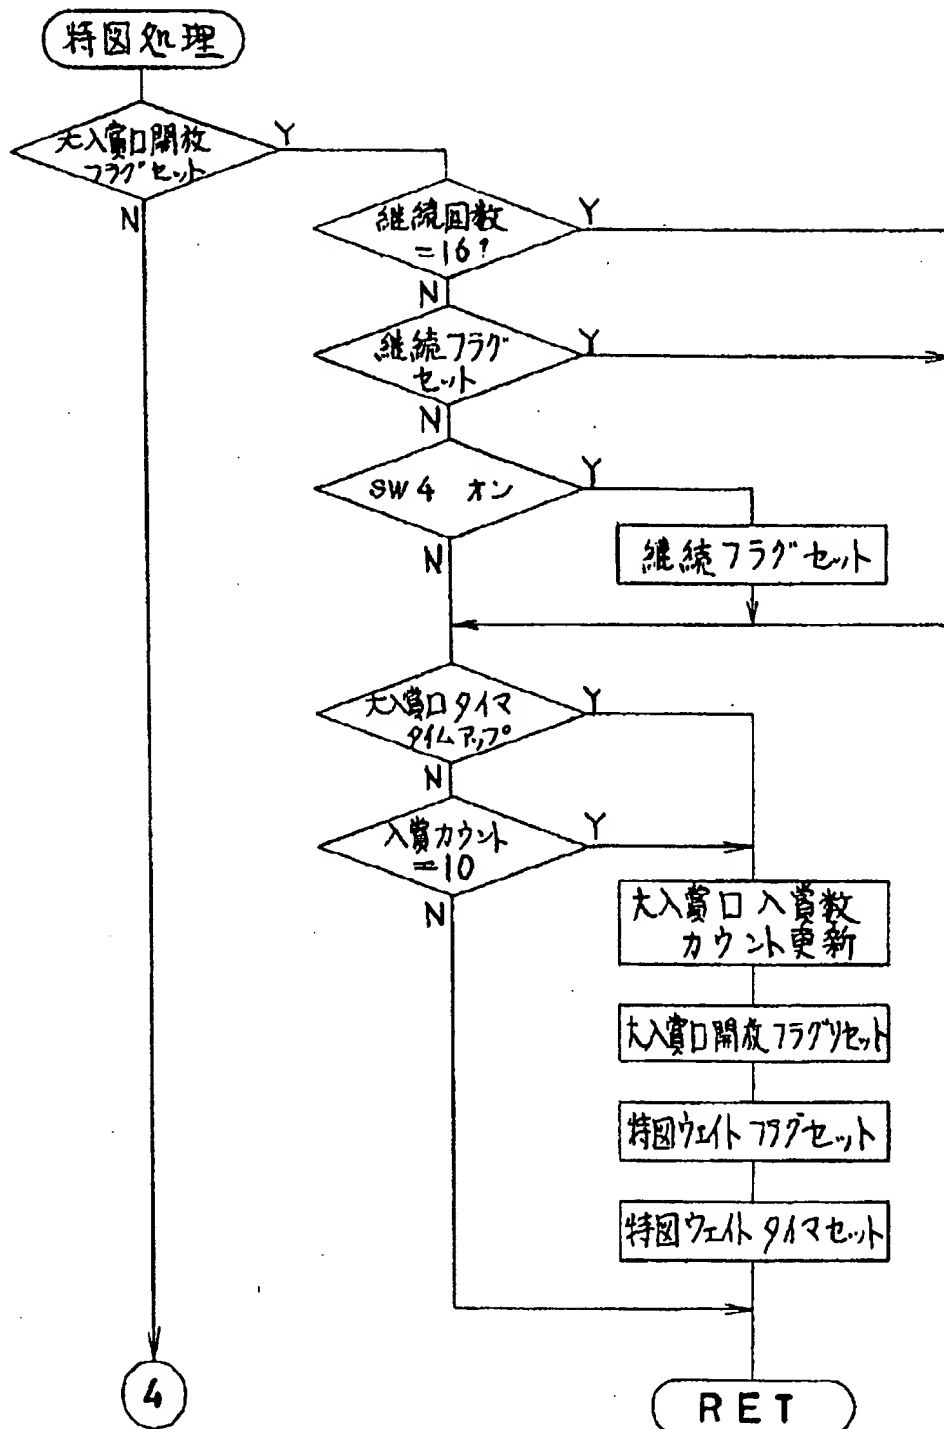 特図処理
大入賞口開放
フラグセット
Y
N
継続回数
=16?
Y
N
継続フラグ
セット
Y
N
SW4 オン
Y
N
継続フラグセット
大入賞口タイマ
タイムアップ
Y
N
入賞カウント
=10
Y
N
大入賞口入賞数
カウント更新
大入賞口開放フラグリセット
特図ウェイトフラグセット
特図ウェイトタイマセット
4
RET